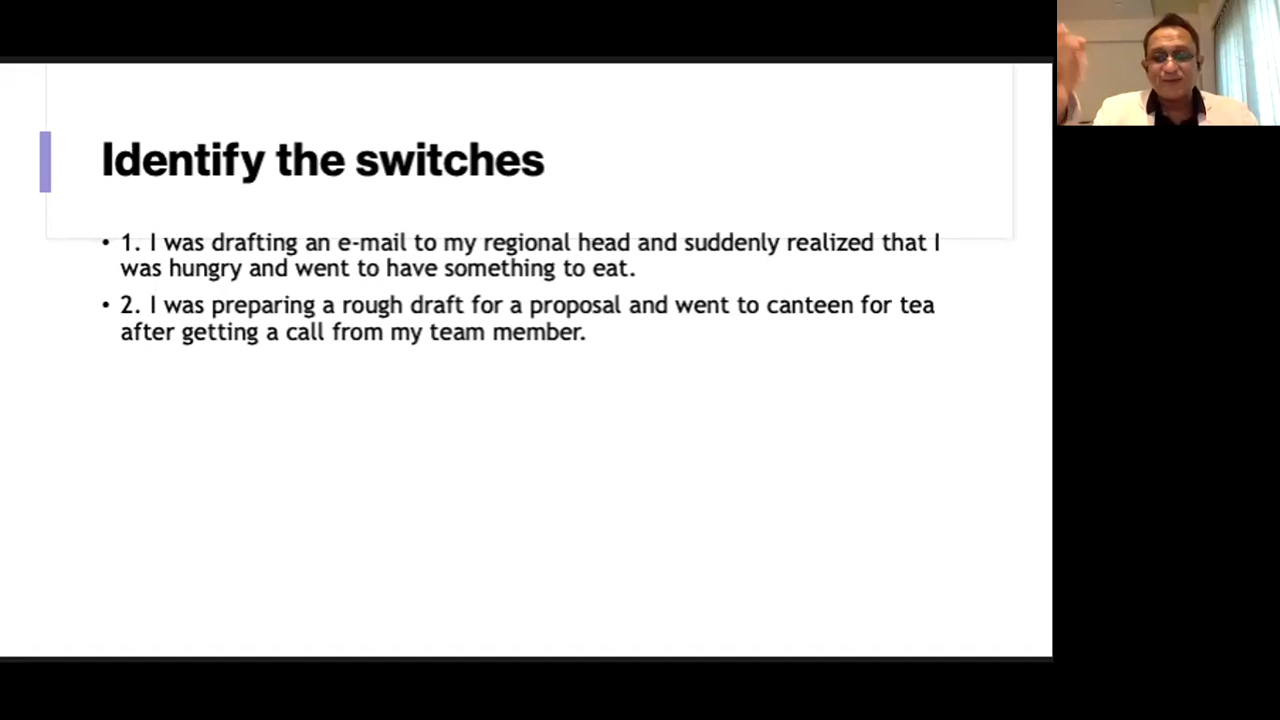 Identify the switches
• 1. I was drafting an e-mail to my regional head and suddenly realized that I
was hungry and went to have something to eat.
• 2. I was preparing a rough draft for a proposal and went to canteen for tea
after getting a call from my team member.